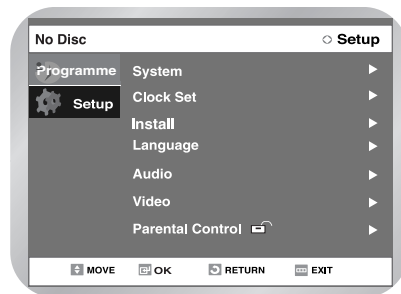 No Disc
Setup
Programme
Setup
System
Clock Set
Install
Language
Audio
Video
Parental Control
MOVE OK RETURN EXIT